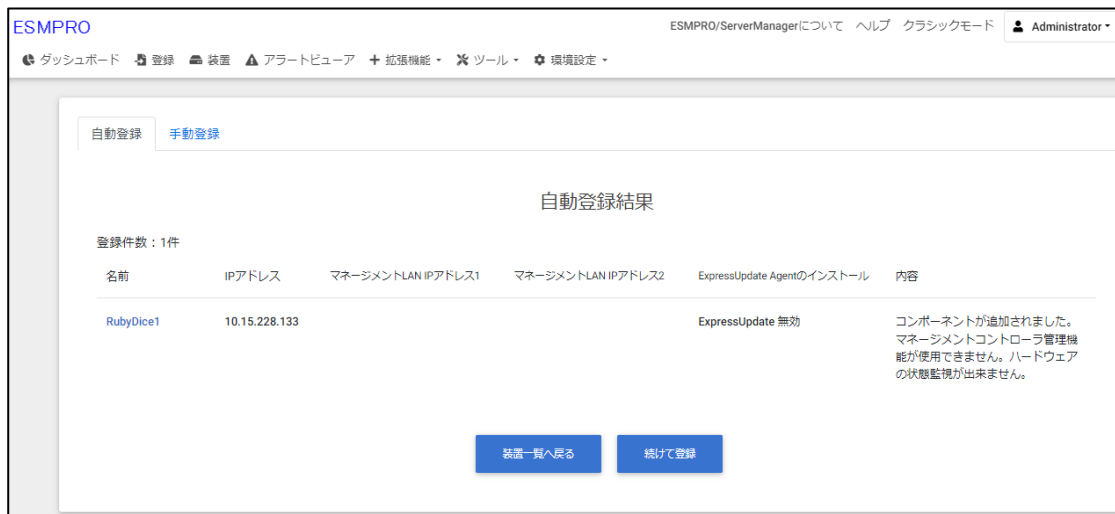 ESMPRO
ESMPRO/ServerManagerについて ヘルプ クラシックモード Administrator
ダッシュボード 登録 装置 アラートビューア 拡張機能 ツール 環境設定
自動登録 手動登録
自動登録結果
登録件数：1件
名前 IPアドレス マネージメントLAN IPアドレス1 マネージメントLAN IPアドレス2 ExpressUpdate Agentのインストール 内容
RubyDice1 10.15.228.133 ExpressUpdate 無効 コンポーネントが追加されました。
マネージメントコントローラ管理機
能が使用できません。ハードウェア
の状態監視が出来ません。
装置一覧へ戻る 続けて登録